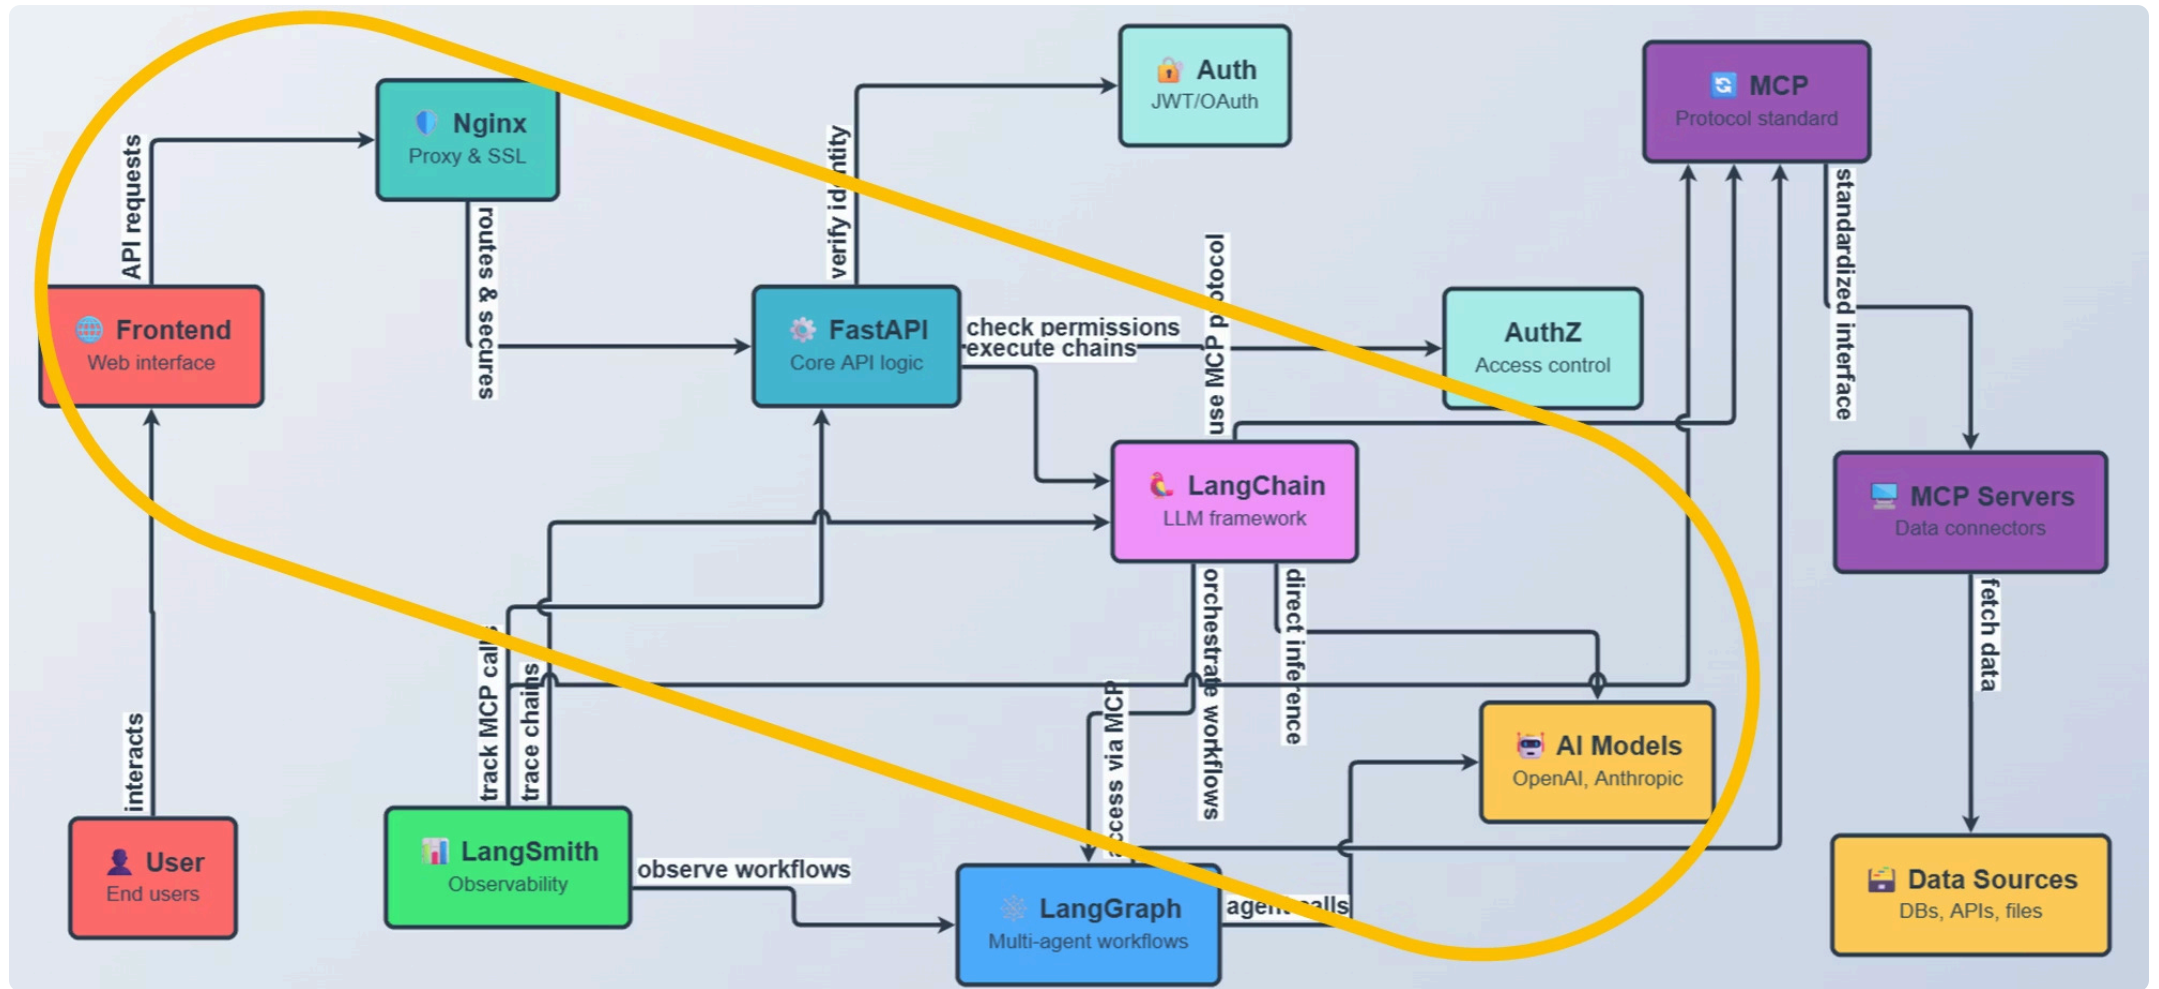 Auth
JWT/OAuth
MCP
Protocol standard
Nginx
Proxy & SSL
API requests
routes & secures
verify identity
use MCP protocol
standardized interface
Frontend
Web interface
FastAPI
Core API logic
check permissions
execute chains
AuthZ
Access control
LangChain
LLM framework
MCP Servers
Data connectors
interacts
track MCP calls
trace chains
access via MCP
orchestrate workflows
direct inference
fetch data
AI Models
OpenAI, Anthropic
User
End users
LangSmith
Observability
observe workflows
LangGraph
Multi-agent workflows
agent calls
Data Sources
DBs, APIs, files